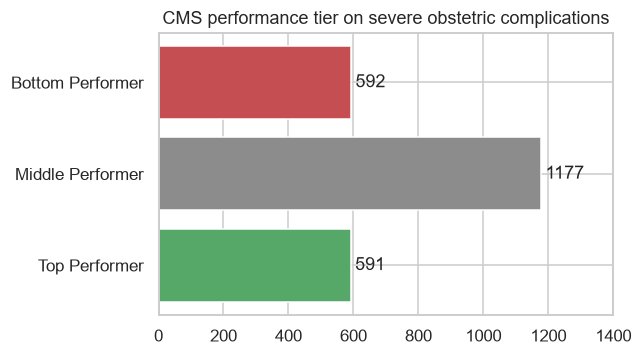 CMS performance tier on severe obstetric complications
Bottom Performer
592
Middle Performer
1177
Top Performer
591
0 200 400 600 800 1000 1200 1400